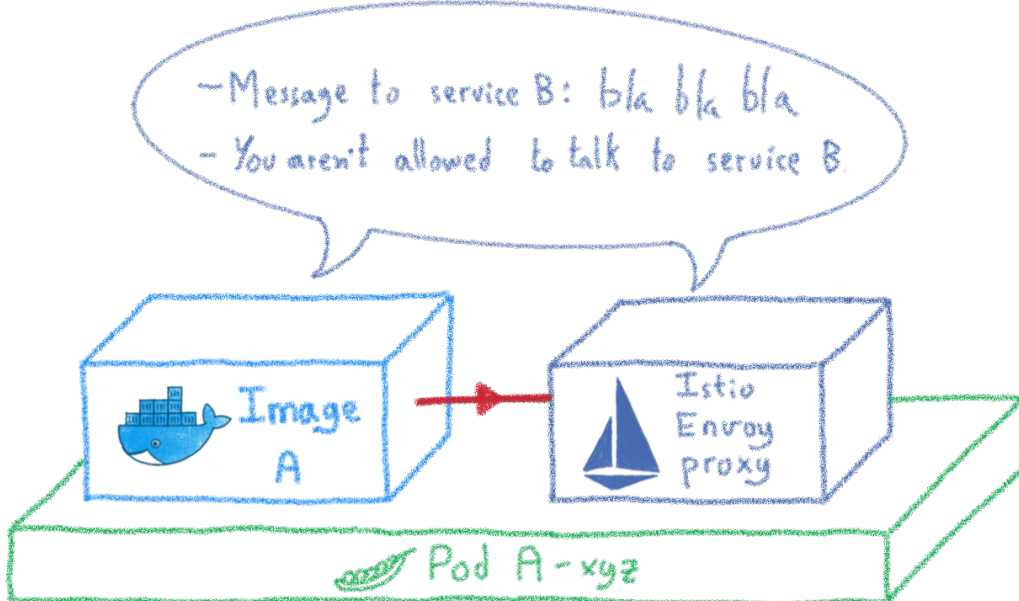 - Message to service B: bla bla bla
- You aren't allowed to talk to service B.
Image
A
Istio
Envoy
proxy
Pod A-xyz